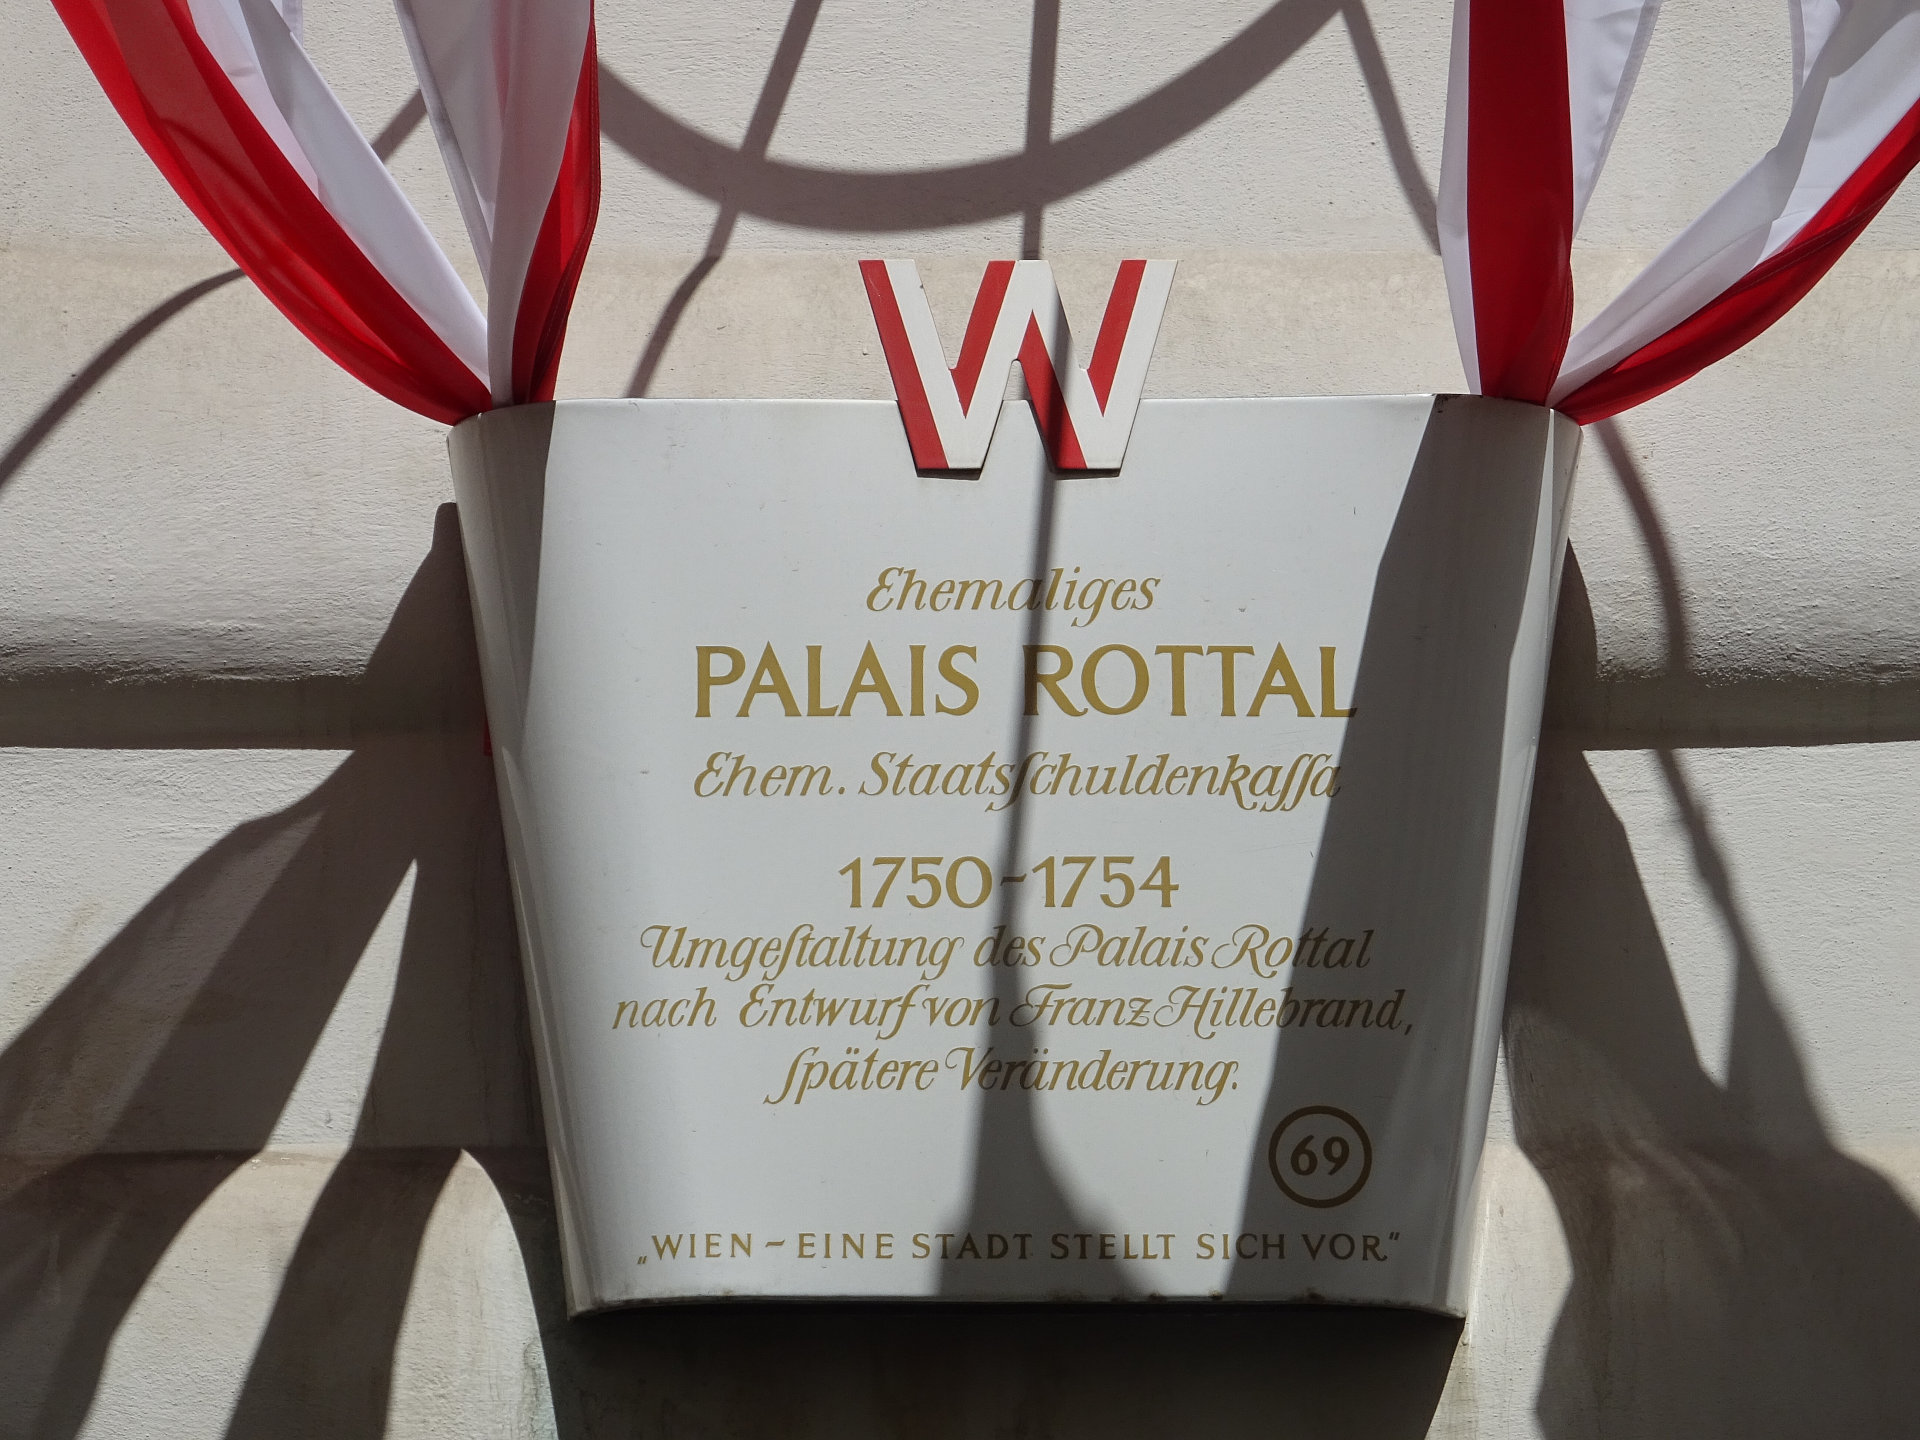 W
Ehemaliges
PALAIS ROTTAL
Ehem. Staatsſchuldenkaſſa
1750~1754
Umgeſtaltung des Palais Rottal
nach Entwurf von Franz Hillebrand,
ſpätere Veränderung.
69
„WIEN ~ EINE STADT STELLT SICH VOR.“